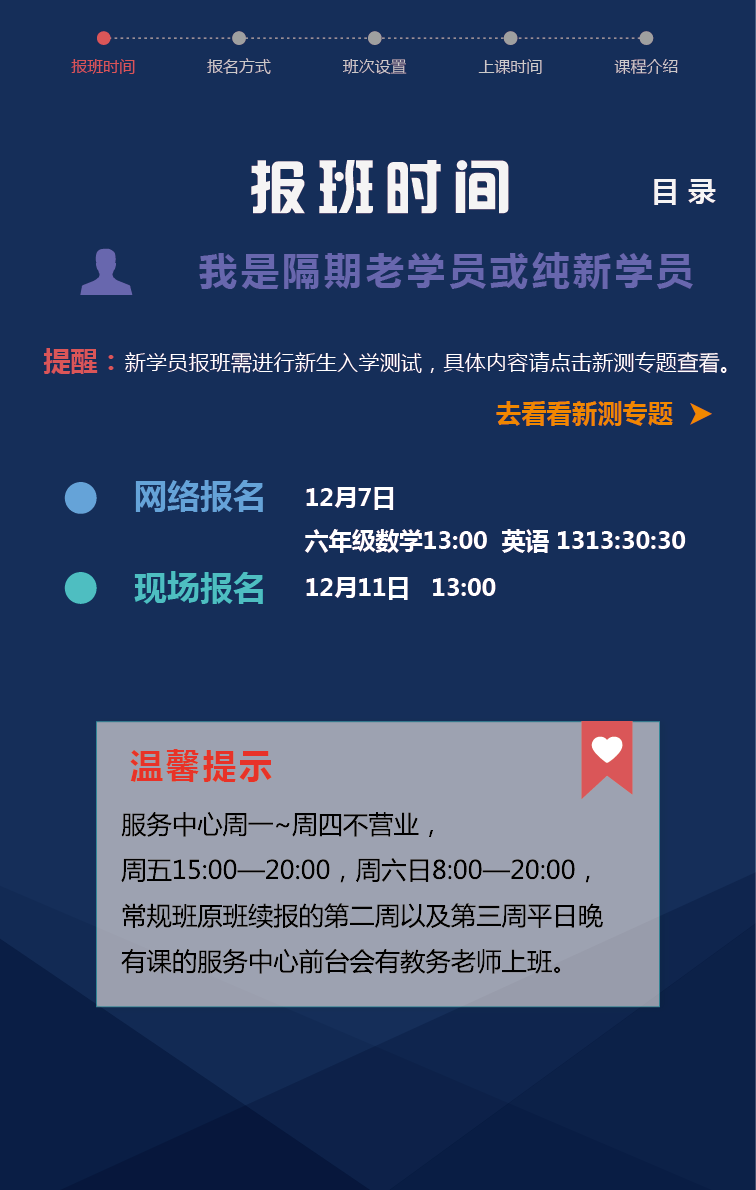 报班时间 报名方式 班次设置 上课时间 课程介绍
报班时间
目录
我是隔期老学员或纯新学员
提醒：新学员报班需进行新生入学测试，具体内容请点击新测专题查看。
去看看新测专题
网络报名 12月7日
六年级数学13:00 英语 1313:30:30
现场报名 12月11日 13:00
温馨提示
服务中心周一~周四不营业，
周五15:00—20:00，周六日8:00—20:00，
常规班原班续报的第二周以及第三周平日晚
有课的服务中心前台会有教务老师上班。